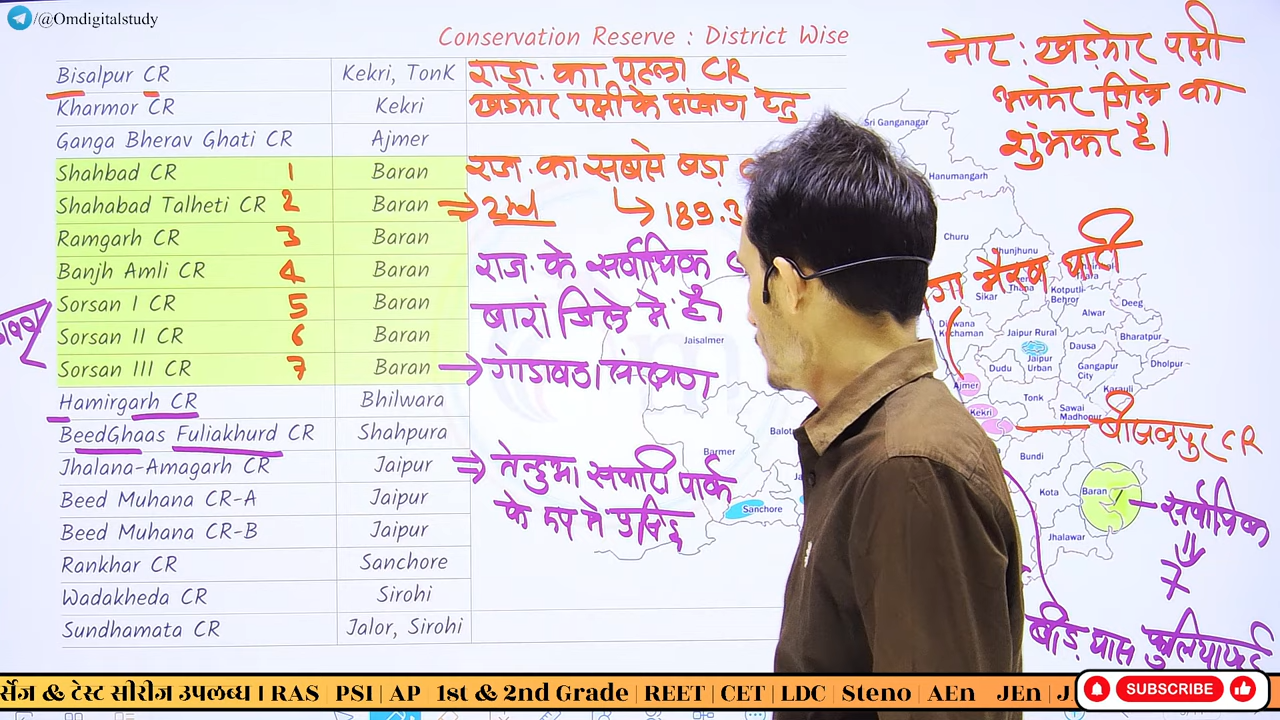 /@Omdigitalstudy
Conservation Reserve : District Wise
Bisalpur CR Kekri, TonK राज. का पहला CR
Kharmor CR Kekri खडमोर पक्षी के संरक्षण हेतु
Ganga Bherav Ghati CR Ajmer
Shahbad CR 1 Baran राज. का सबसे बड़ा
Shahabad Talheti CR 2 Baran 2nd 189.3
Ramgarh CR 3 Baran राज. के सर्वाधिक
Banjh Amli CR 4 Baran
Sorsan I CR 5 Baran बारां जिले में है
Sorsan II CR 6 Baran
Sorsan III CR 7 Baran गोडावण संरक्षण
Hamirgarh CR Bhilwara
BeedGhaas Fuliakhurd CR Shahpura
Jhalana-Amagarh CR Jaipur तेन्दुआ सफारी पार्क
Beed Muhana CR-A Jaipur के रूप में प्रसिद्ध
Beed Muhana CR-B Jaipur
Rankhar CR Sanchore
Wadakheda CR Sirohi
Sundhamata CR Jalor, Sirohi
नोट : खड़मोर पक्षी
अजमेर जिले का
शुभंकर है।
Sri Ganganagar
Hanumangarh
Churu
Jhunjhunu
भैरव घाटी
Sikar
Kotputli-
Behror
Deeg
Alwar
Jaipur Rural
Bharatpur
Jaisalmer
Dausa
Jaipur
Urban
Dudu
Gangapur
City
Dholpur
Ajmer
Karauli
Tonk
Kekri
Sawai
Madhopur
बीसलपुर CR
Barmer
Bundi
Kota
Baran
सर्वाधिक
7
Sanchore
Jhalawar
बीड़ घास फुलियाखुर्द
& टेस्ट सीरीज उपलब्ध । RAS | PSI | AP 1st & 2nd Grade | REET | CET | LDC | Steno | AEn JEn | J
SUBSCRIBE